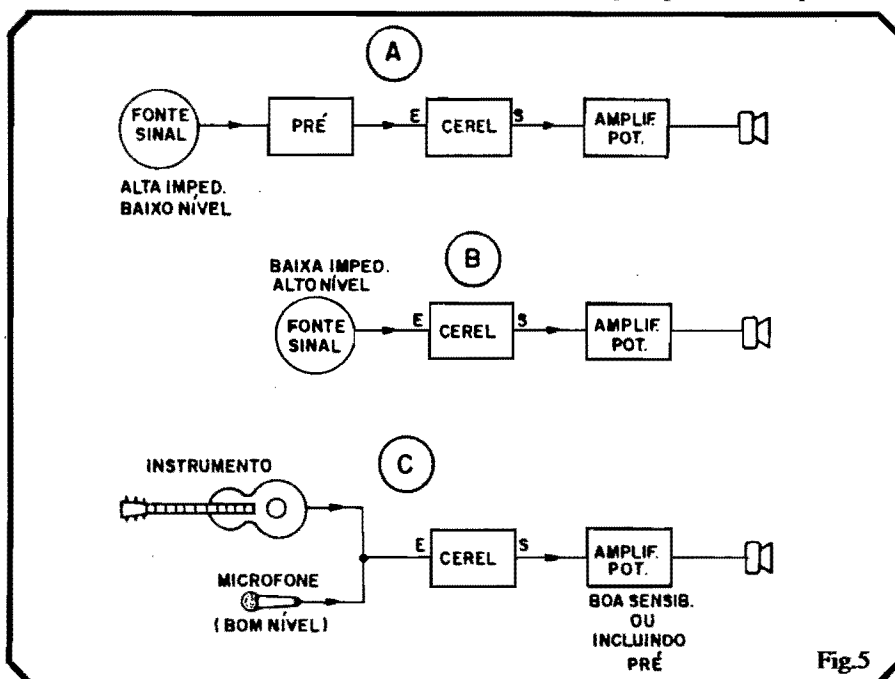 A
FONTE
SINAL
PRÉ
E
CEREL
S
AMPLIF.
POT.
ALTA IMPED.
BAIXO NÍVEL
B
BAIXA IMPED.
ALTO NÍVEL
FONTE
SINAL
E
CEREL
S
AMPLIF.
POT.
C
INSTRUMENTO
MICROFONE
(BOM NÍVEL)
E
CEREL
S
AMPLIF.
POT.
BOA SENSIB.
OU
INCLUINDO
PRÉ
Fig.5